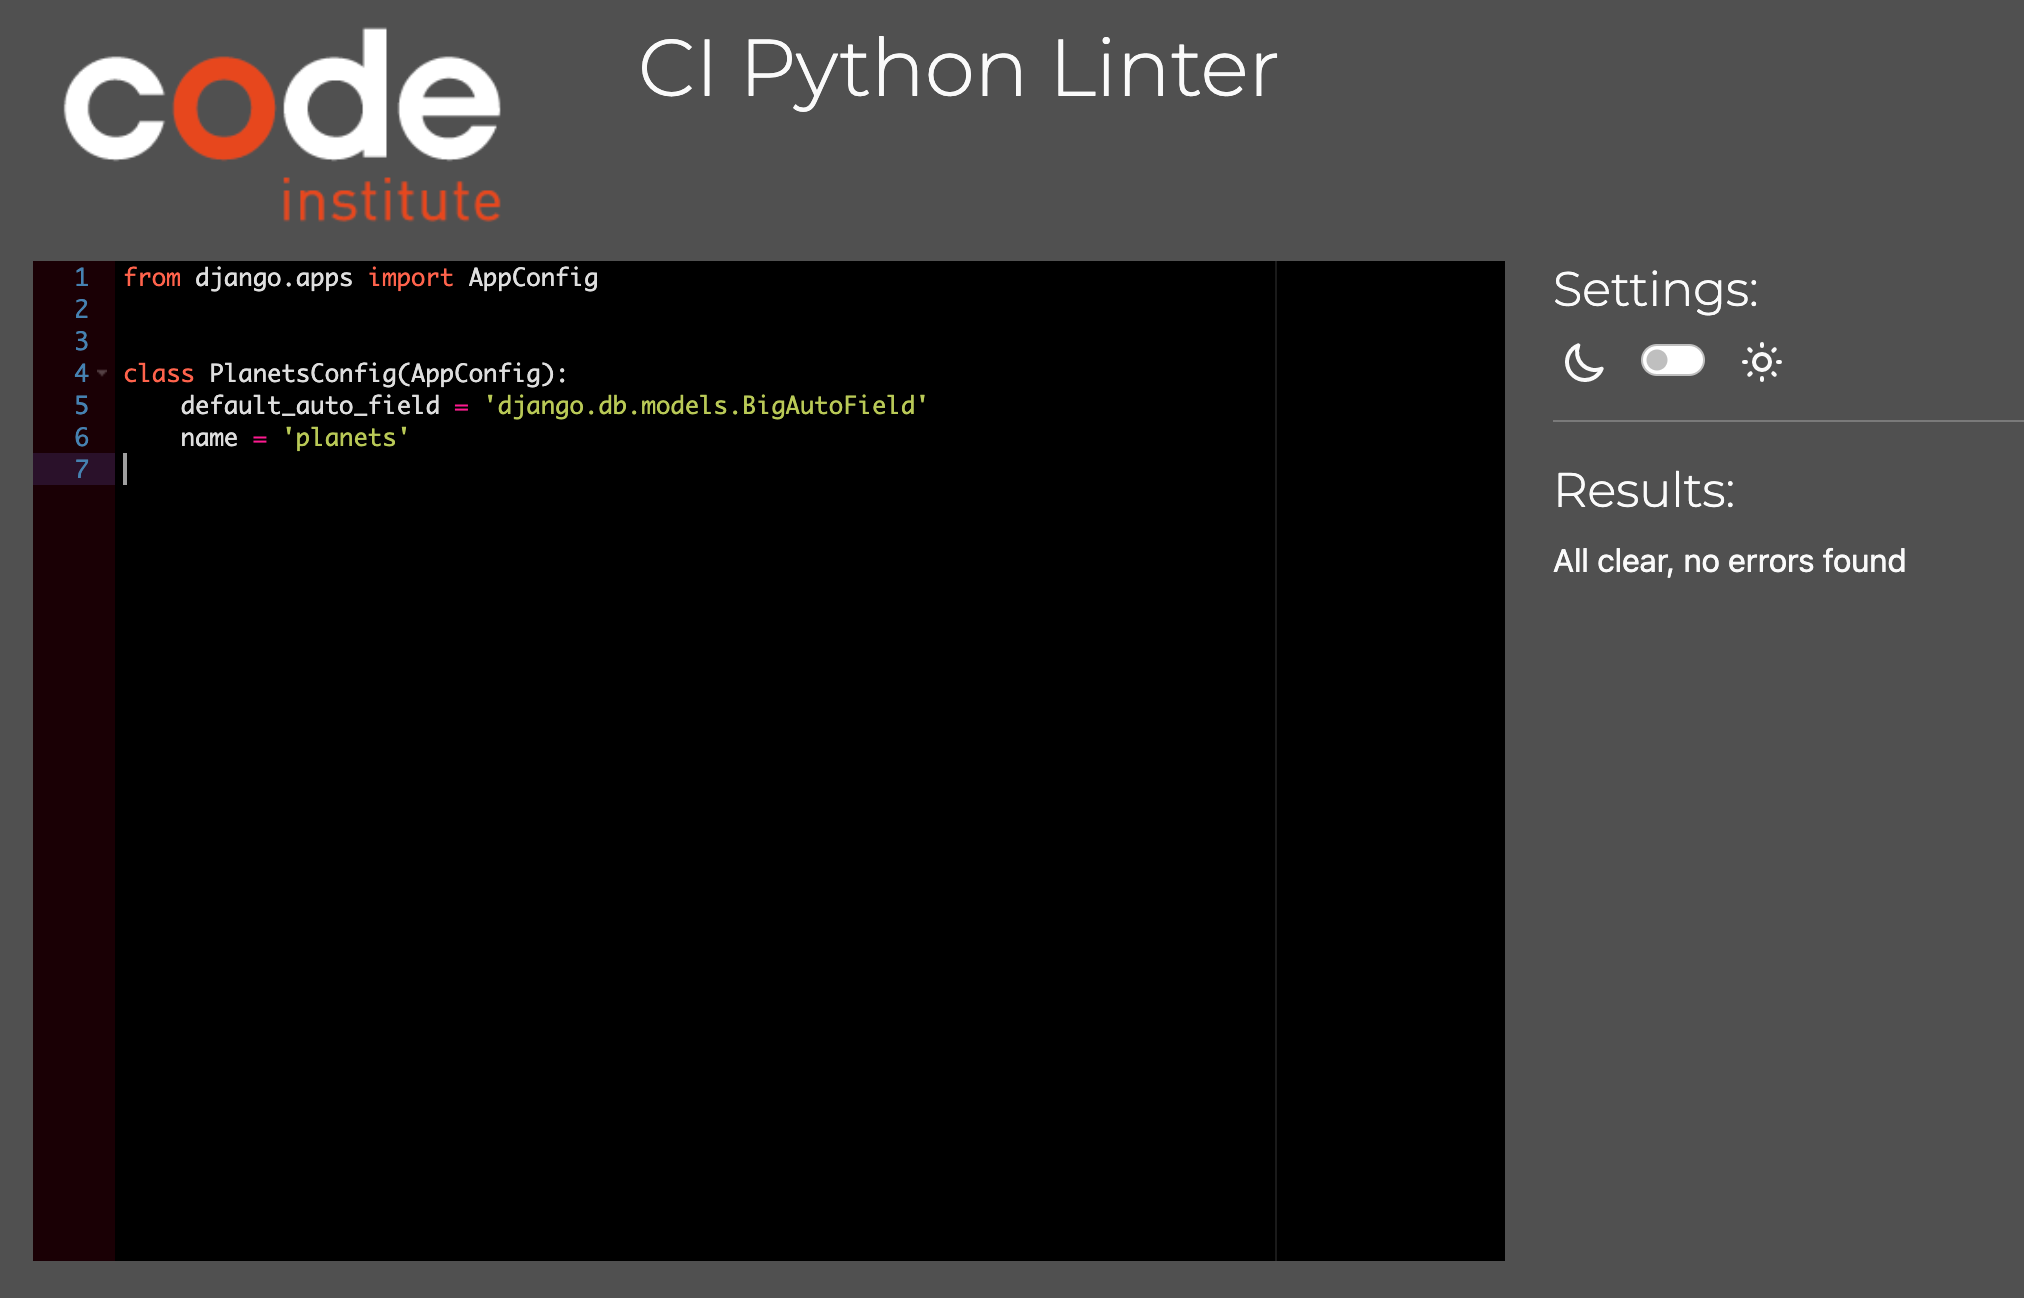 code
institute
CI Python Linter
1 from django.apps import AppConfig
2
3
4 class PlanetsConfig(AppConfig):
5     default_auto_field = 'django.db.models.BigAutoField'
6     name = 'planets'
7
Settings:
Results:
All clear, no errors found